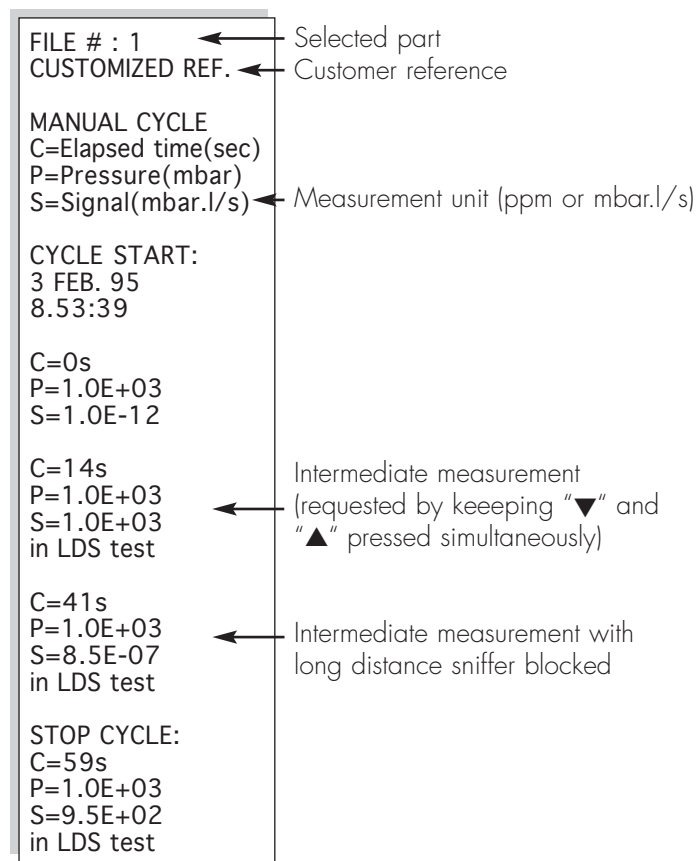 FILE # : 1
Selected part
CUSTOMIZED REF.
Customer reference
MANUAL CYCLE
C=Elapsed time(sec)
P=Pressure(mbar)
S=Signal(mbar.l/s)
Measurement unit (ppm or mbar.l/s)
CYCLE START:
3 FEB. 95
8.53:39
C=0s
P=1.0E+03
S=1.0E-12
C=14s
P=1.0E+03
S=1.0E+03
in LDS test
Intermediate measurement
(requested by keeeping "▼" and
"▲" pressed simultaneously)
C=41s
P=1.0E+03
S=8.5E-07
in LDS test
Intermediate measurement with
long distance sniffer blocked
STOP CYCLE:
C=59s
P=1.0E+03
S=9.5E+02
in LDS test